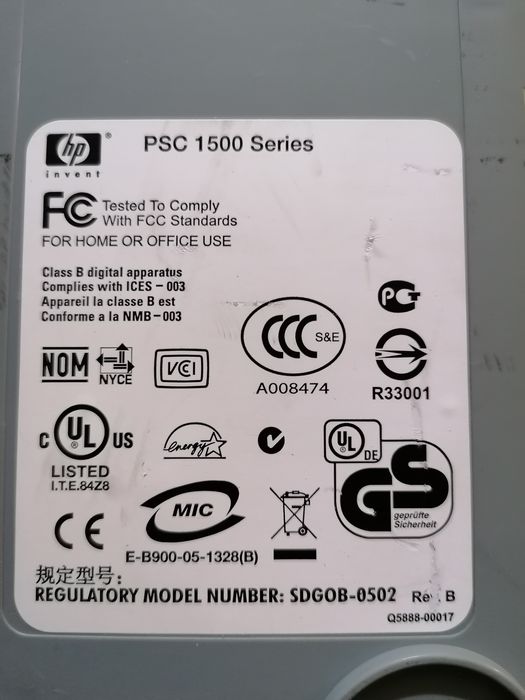 hp
®
invent
PSC 1500 Series
FC
Tested To Comply
With FCC Standards
FOR HOME OR OFFICE USE
Class B digital apparatus
Complies with ICES - 003
Appareil la classe B est
Conforme a la NMB - 003
CCC S&E
A008474
PCT
R33001
NOM
NYCE
VCI
C UL US
LISTED
I.T.E.84Z8
energy
UL
DE
GS
geprüfte
Sicherheit
CE
MIC
E-B900-05-1328(B)
规定型号：
REGULATORY MODEL NUMBER: SDGOB-0502 Rev. B
Q5888-00017